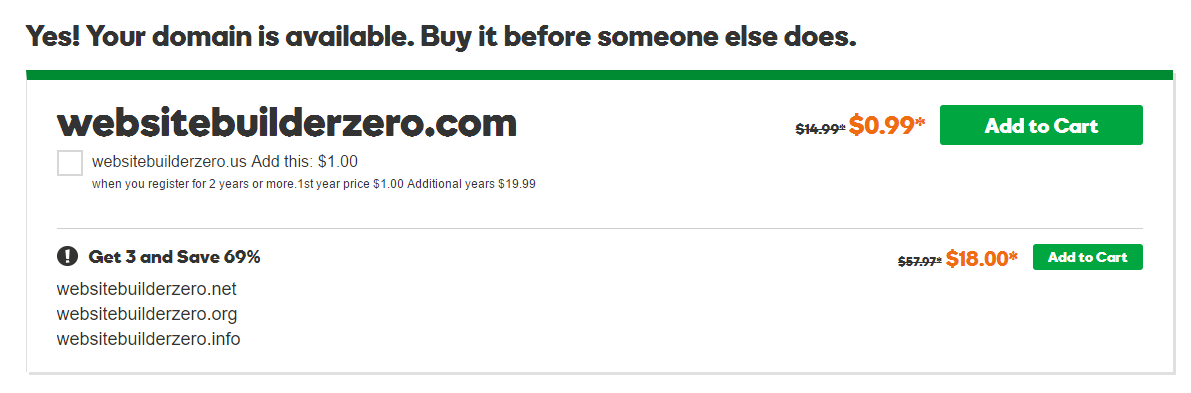 Yes! Your domain is available. Buy it before someone else does.
websitebuilderzero.com
$14.99* $0.99* Add to Cart
websitebuilderzero.us Add this: $1.00
when you register for 2 years or more.1st year price $1.00 Additional years $19.99
! Get 3 and Save 69%
$57.97* $18.00* Add to Cart
websitebuilderzero.net
websitebuilderzero.org
websitebuilderzero.info